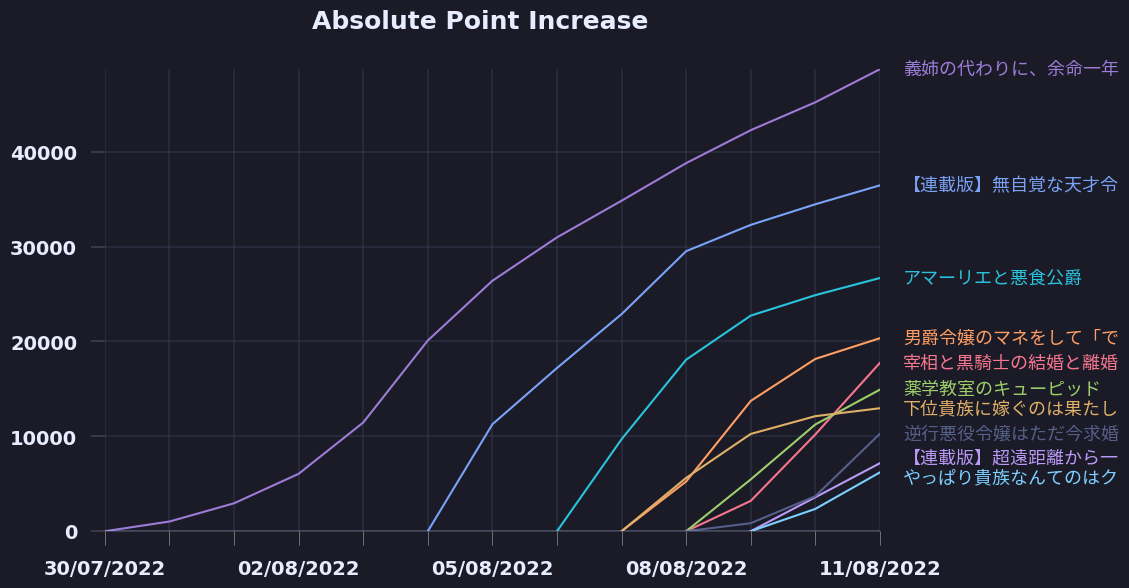 Absolute Point Increase
義姉の代わりに、余命一年
40000
【連載版】無自覚な天才令
30000
アマーリエと悪食公爵
20000
男爵令嬢のマネをして「で
宰相と黒騎士の結婚と離婚
薬学教室のキューピッド
下位貴族に嫁ぐのは果たし
10000
逆行悪役令嬢はただ今求婚
【連載版】超遠距離から一
やっぱり貴族なんてのはク
0
30/07/2022
02/08/2022
05/08/2022
08/08/2022
11/08/2022